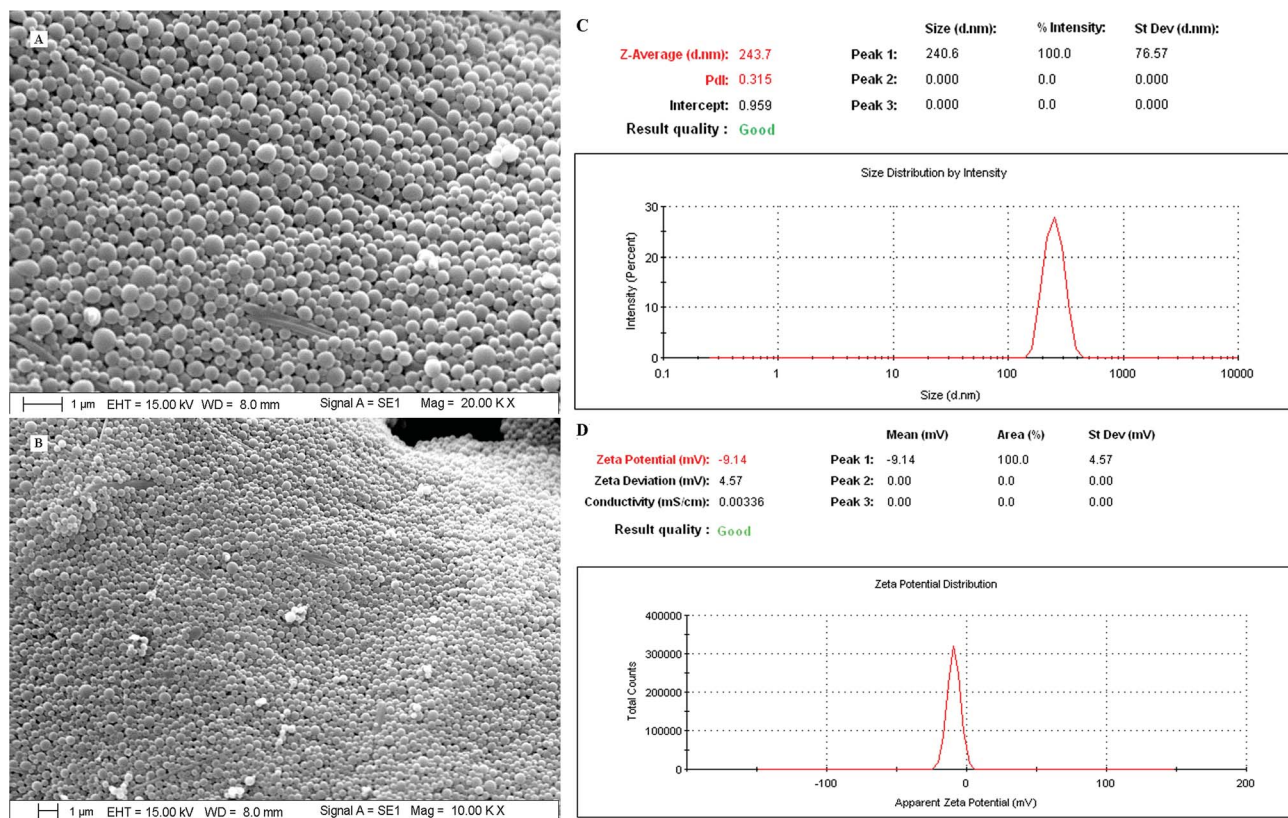 A
1 µm EHT = 15.00 kV WD = 8.0 mm Signal A = SE1 Mag = 20.00 K X
B
1 µm EHT = 15.00 kV WD = 8.0 mm Signal A = SE1 Mag = 10.00 K X
C
Size (d.nm): % Intensity: St Dev (d.nm):
Z-Average (d.nm): 243.7 Peak 1: 240.6 100.0 76.57
PdI: 0.315 Peak 2: 0.000 0.0 0.000
Intercept: 0.959 Peak 3: 0.000 0.0 0.000
Result quality : Good
Size Distribution by Intensity
Intensity (Percent)
30
20
10
0
0.1 1 10 100 1000 10000
Size (d.nm)
D
Mean (mV) Area (%) St Dev (mV)
Zeta Potential (mV): -9.14 Peak 1: -9.14 100.0 4.57
Zeta Deviation (mV): 4.57 Peak 2: 0.00 0.0 0.00
Conductivity (mS/cm): 0.00336 Peak 3: 0.00 0.0 0.00
Result quality : Good
Zeta Potential Distribution
Total Counts
400000
300000
200000
100000
0
-100 0 100 200
Apparent Zeta Potential (mV)